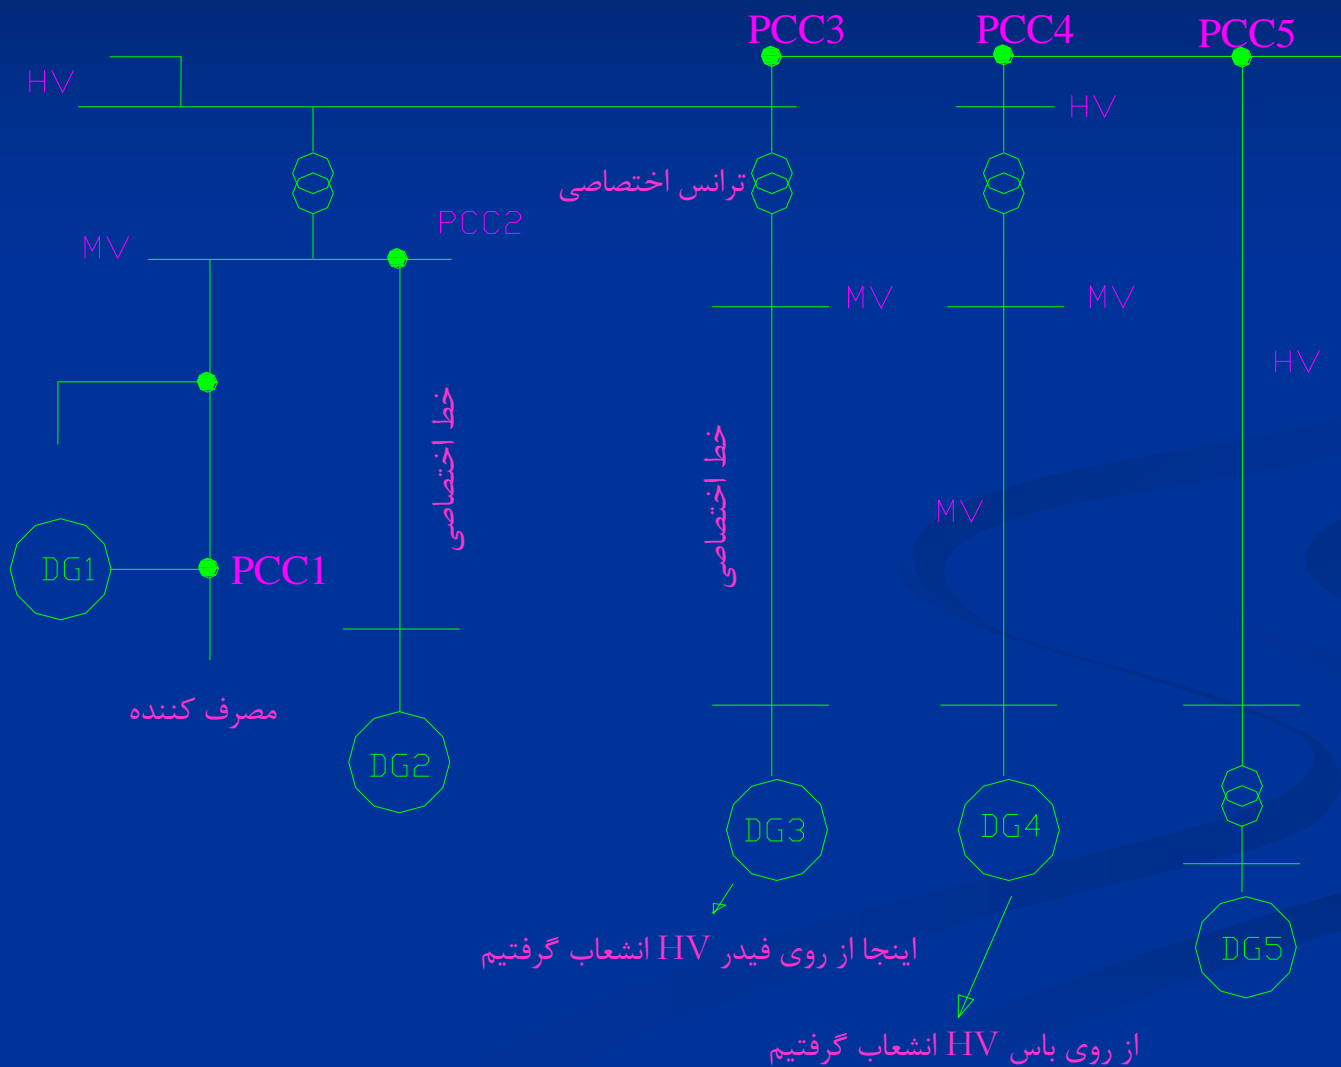 PCC3
PCC4
PCC5
HV
HV
ترانس اختصاصی
PCC2
MV
MV
MV
HV
خط اختصاصی
خط اختصاصی
MV
DG1
PCC1
مصرف کننده
DG2
DG3
DG4
اینجا از روی فیدر HV انشعاب گرفتیم
DG5
از روی باس HV انشعاب گرفتیم